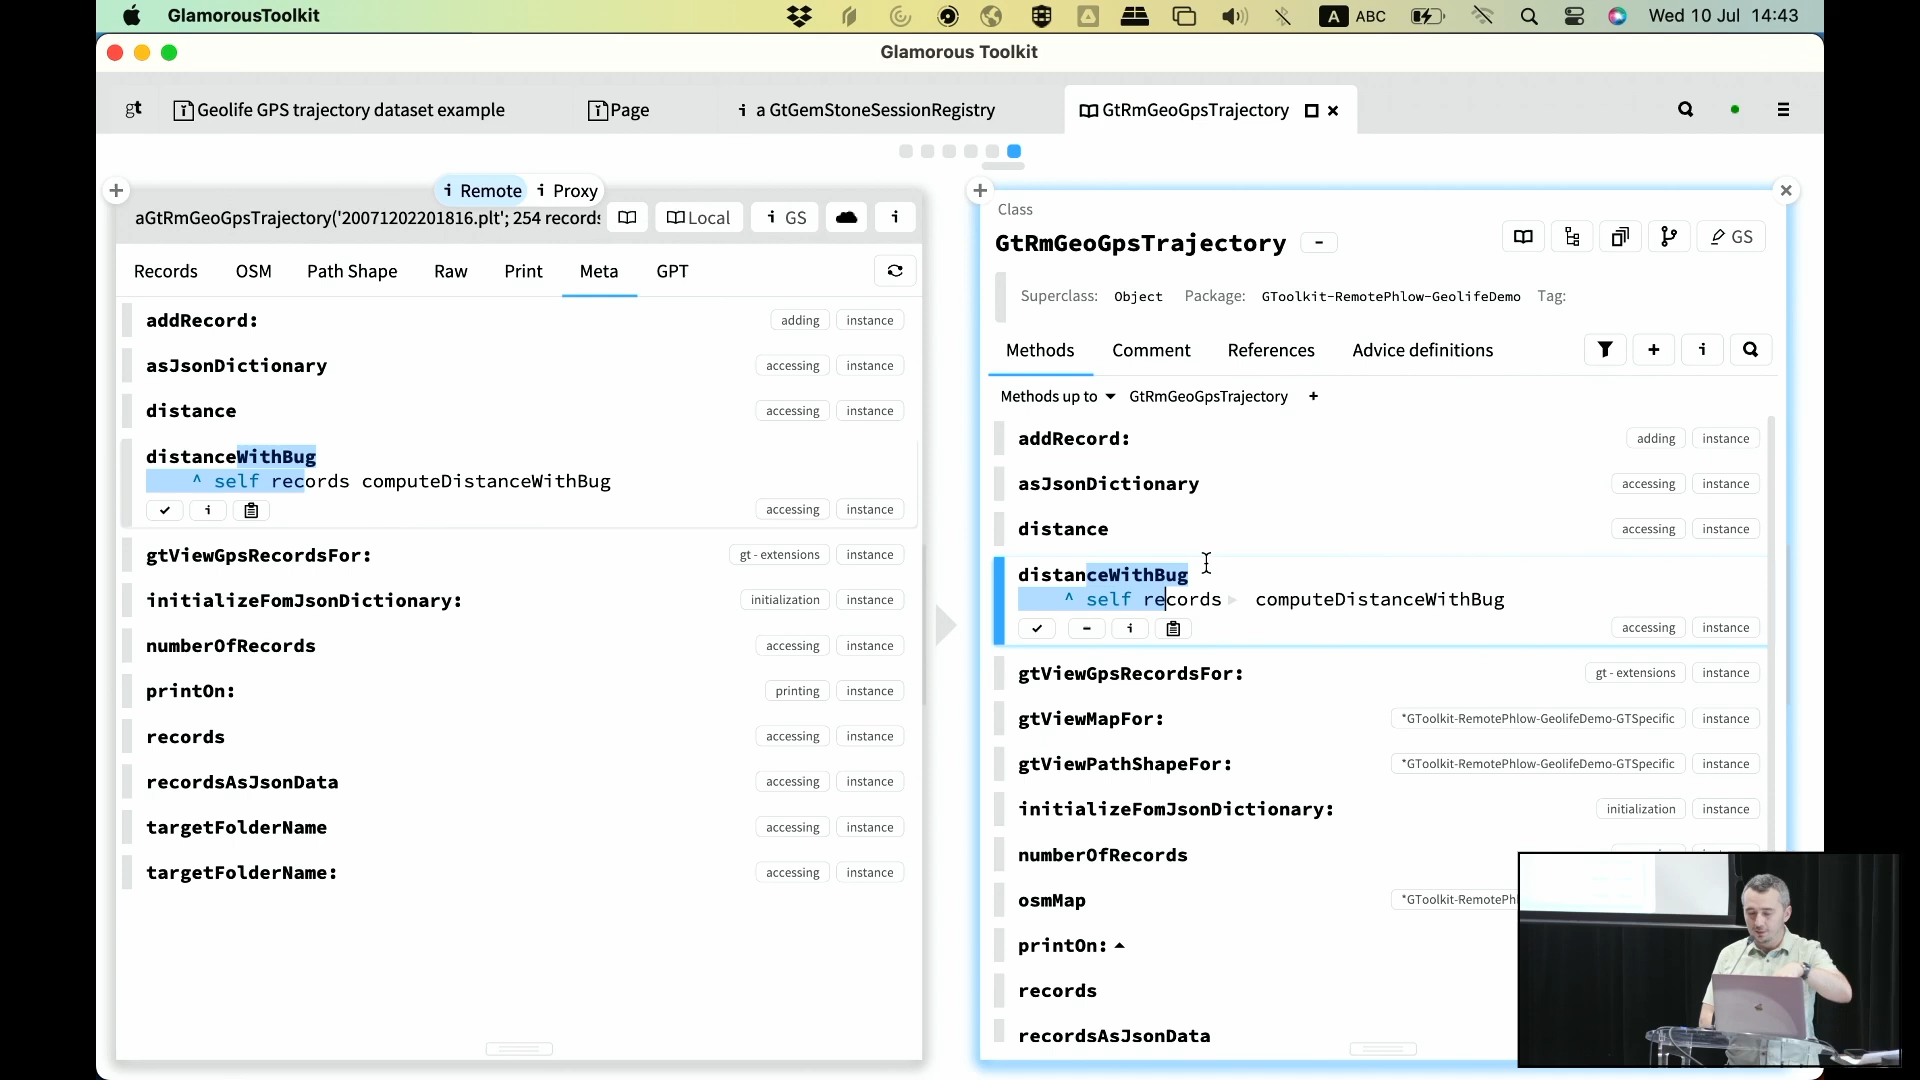 GlamorousToolkit
A ABC
Wed 10 Jul 14:43
Glamorous Toolkit
gt
Geolife GPS trajectory dataset example
Page
i a GtGemStoneSessionRegistry
GtRmGeoGpsTrajectory
i Remote i Proxy
aGtRmGeoGpsTrajectory('20071202201816.plt'; 254 records
Local
i GS
i
Records OSM Path Shape Raw Print Meta GPT
addRecord: adding instance
asJsonDictionary accessing instance
distance accessing instance
distanceWithBug
^ self records computeDistanceWithBug
i accessing instance
gtViewGpsRecordsFor: gt - extensions instance
initializeFomJsonDictionary: initialization instance
numberOfRecords accessing instance
printOn: printing instance
records accessing instance
recordsAsJsonData accessing instance
targetFolderName accessing instance
targetFolderName: accessing instance
Class
GtRmGeoGpsTrajectory
GS
Superclass: Object Package: GToolkit-RemotePhlow-GeolifeDemo Tag:
Methods Comment References Advice definitions
i
Methods up to GtRmGeoGpsTrajectory +
addRecord: adding instance
asJsonDictionary accessing instance
distance accessing instance
distanceWithBug
^ self records computeDistanceWithBug
i accessing instance
gtViewGpsRecordsFor: gt - extensions instance
gtViewMapFor: *GToolkit-RemotePhlow-GeolifeDemo-GTSpecific instance
gtViewPathShapeFor: *GToolkit-RemotePhlow-GeolifeDemo-GTSpecific instance
initializeFomJsonDictionary: initialization instance
numberOfRecords
osmMap *GToolkit-RemotePhl
printOn:
records
recordsAsJsonData